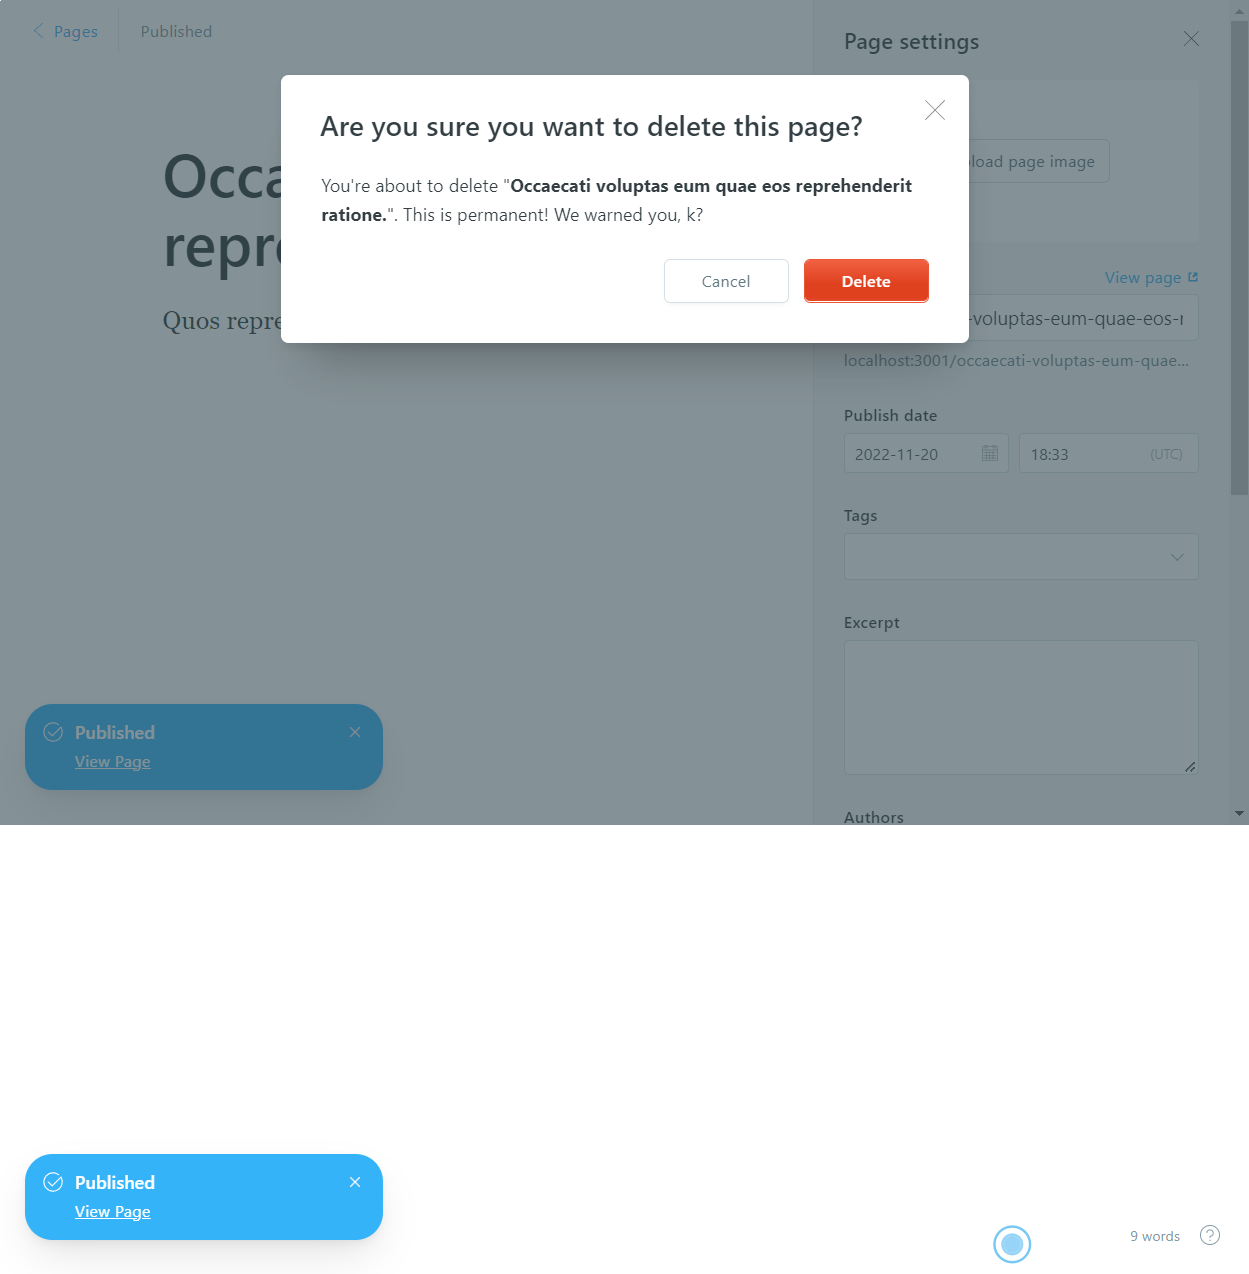 Pages
Published
Page settings
Are you sure you want to delete this page?
You're about to delete "Occaecati voluptas eum quae eos reprehenderit
ratione.". This is permanent! We warned you, k?
Cancel
Delete
Occa
repre
Quos repre
load page image
View page
-voluptas-eum-quae-eos-r
localhost:3001/occaecati-voluptas-eum-quae...
Publish date
2022-11-20
18:33
(UTC)
Tags
Excerpt
Authors
Published
View Page
Published
View Page
9 words
?